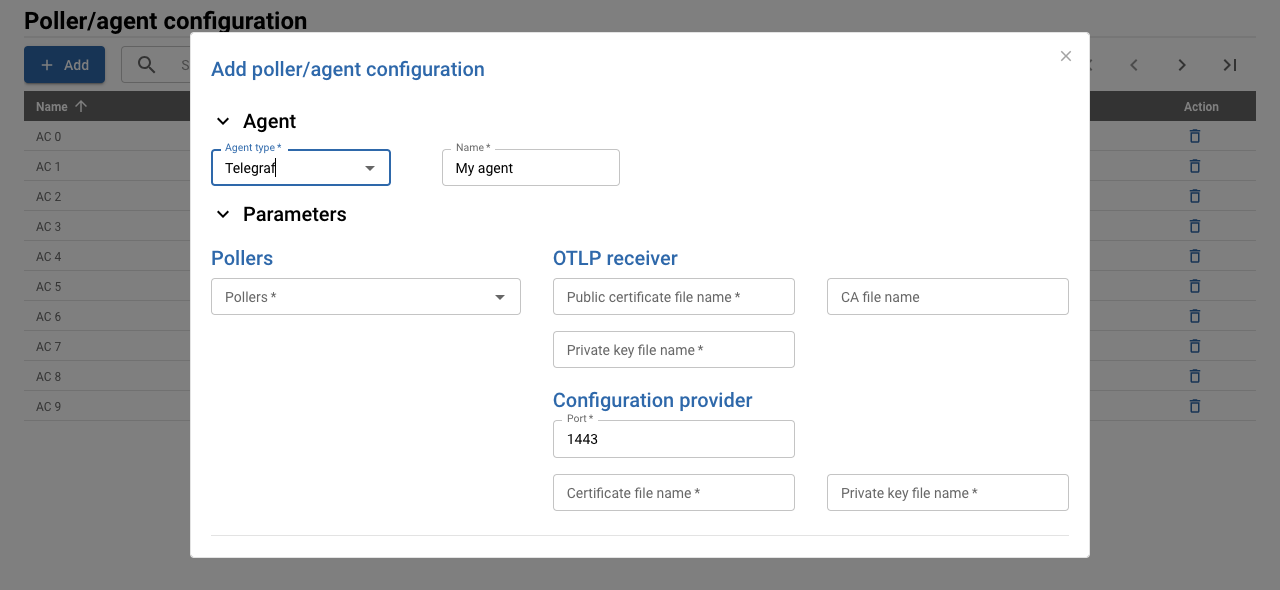 Poller/agent configuration
Add
S
Name
Action
AC 0
AC 1
AC 2
AC 3
AC 4
AC 5
AC 6
AC 7
AC 8
AC 9
Add poller/agent configuration
Agent
Agent type *
Telegraf
Name *
My agent
Parameters
Pollers
Pollers *
OTLP receiver
Public certificate file name *
CA file name
Private key file name *
Configuration provider
Port *
1443
Certificate file name *
Private key file name *